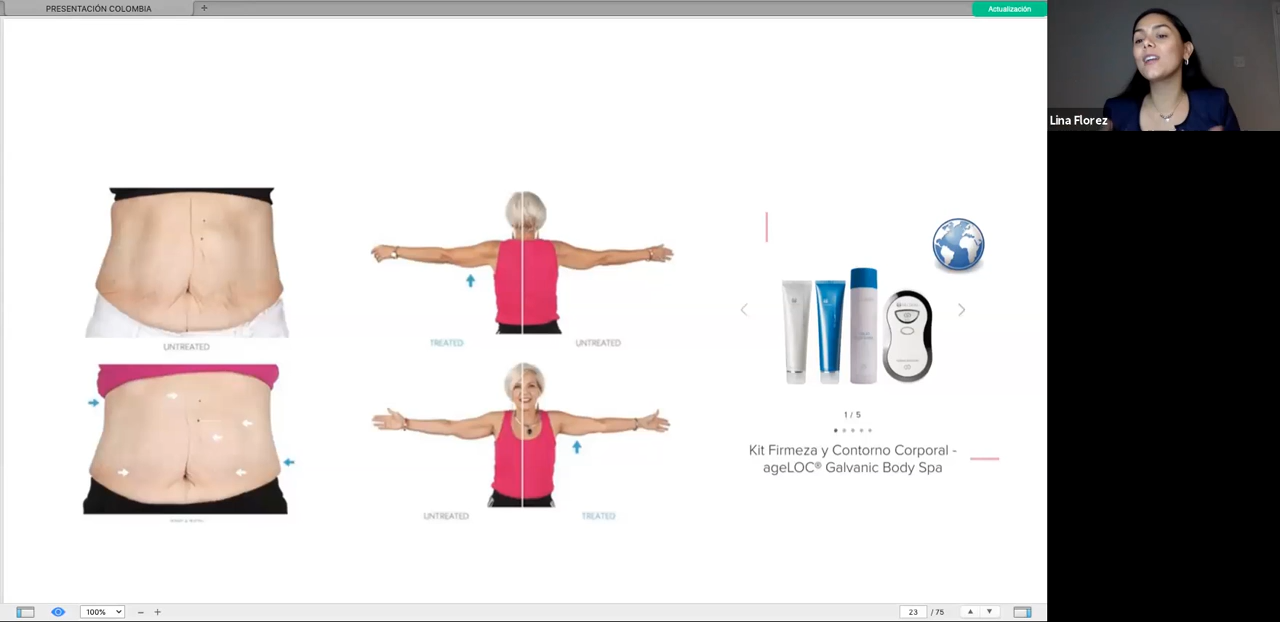 PRESENTACIÓN COLOMBIA
+
Actualización
Lina Florez
UNTREATED
TREATED
UNTREATED
UNTREATED
TREATED
1 / 5
Kit Firmeza y Contorno Corporal -
ageLOC® Galvanic Body Spa
100%
23 / 75